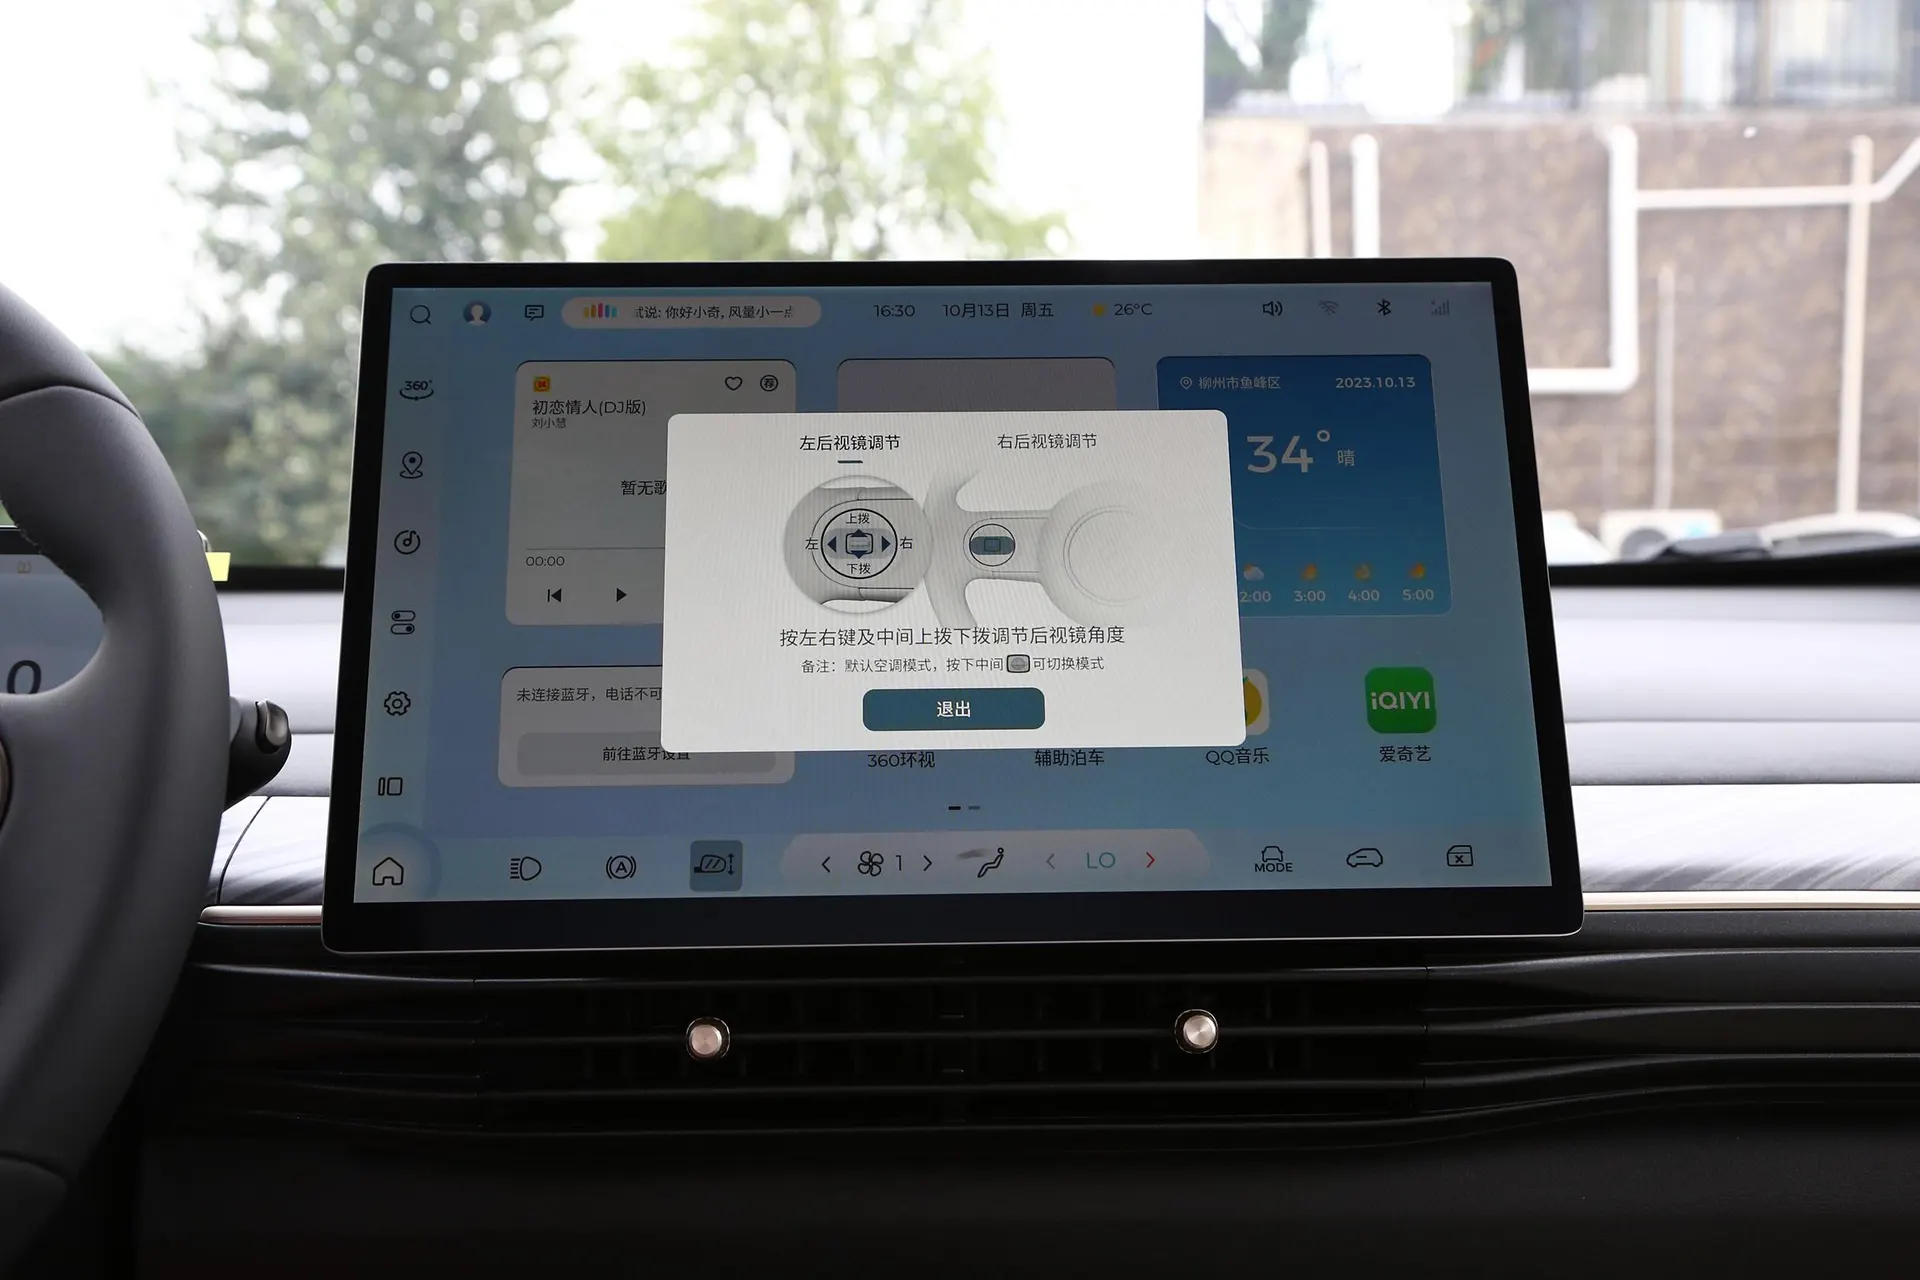 试说: 你好小奇, 风量小一点
16:30
10月13日 周五
26°C
360°
初恋情人(DJ版)
刘小慧
荐
暂无歌
00:00
柳州市鱼峰区
2023.10.13
34°
晴
2:00 3:00 4:00 5:00
左后视镜调节
右后视镜调节
上拨
左
右
下拨
按左右键及中间上拨下拨调节后视镜角度
备注：默认空调模式，按下中间 可切换模式
退出
未连接蓝牙，电话不可
前往蓝牙设置
360环视
辅助泊车
QQ音乐
iQIYI
爱奇艺
A
1
LO
MODE
0